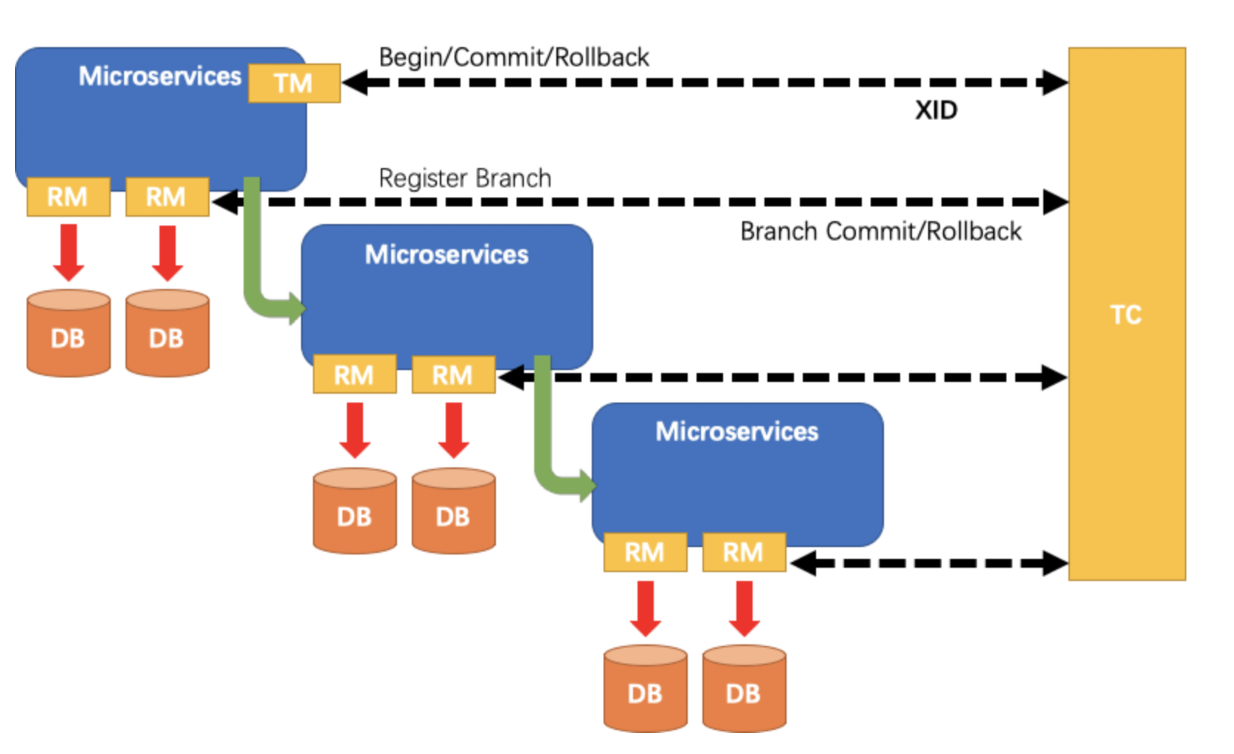 Begin/Commit/Rollback
Microservices
TM
XID
Register Branch
RM
RM
Branch Commit/Rollback
Microservices
TC
DB
DB
RM
RM
Microservices
DB
DB
RM
RM
DB
DB